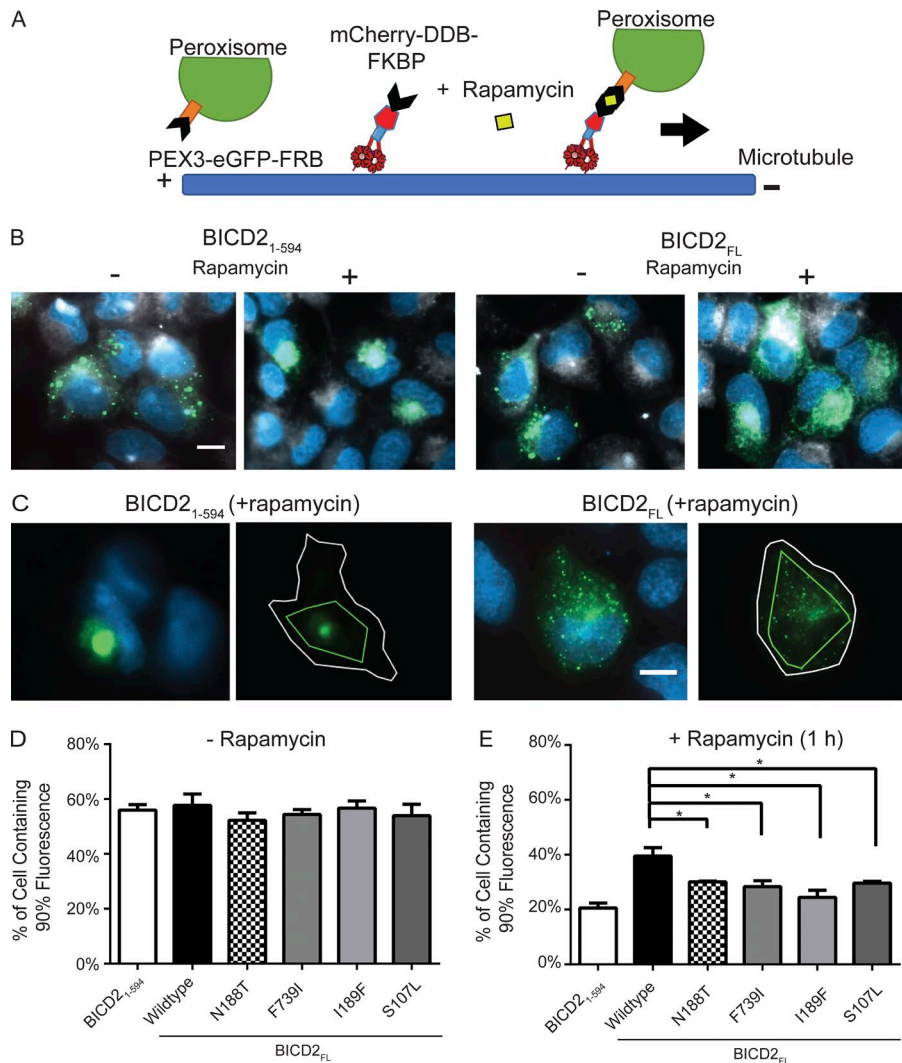 A
Peroxisome
mCherry-DDB-
FKBP
+ Rapamycin
Peroxisome
PEX3-eGFP-FRB
+
Microtubule
-
B
BICD2₁₋₅₉₄
- Rapamycin +
BICD2FL
- Rapamycin +
C
BICD2₁₋₅₉₄ (+rapamycin)
BICD2FL (+rapamycin)
D
- Rapamycin
% of Cell Containing
90% Fluorescence
80%
60%
40%
20%
0%
BICD2₁₋₅₉₄
Wildtype
N188T
F739I
I189F
S107L
BICD2FL
E
+ Rapamycin (1 h)
% of Cell Containing
90% Fluorescence
80%
60%
40%
20%
0%
*
*
*
*
BICD2₁₋₅₉₄
Wildtype
N188T
F739I
I189F
S107L
BICD2FL